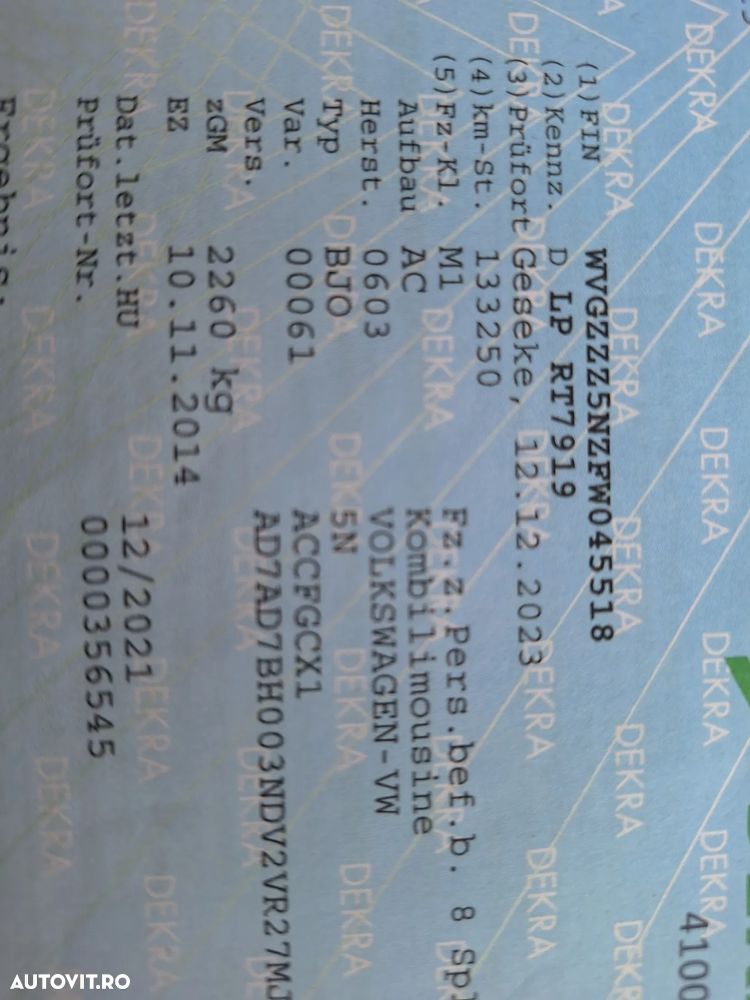 4100
(1)FIN WVGZZZ5NZFW045518
(2)Kennz. D LP RT7919
(3)Prüfort Geseke, 12.12.2023
(4)km-St. 133250
(5)Fz-Kl. M1 Fz.z.Pers.bef.b. 8 Spl
Aufbau AC Kombilimousine
Herst. 0603 VOLKSWAGEN-VW
Typ BJO 5N
Var. 00061 ACCFGCX1
Vers. AD7AD7BH003NDV2VR27MJ
zGM 2260 kg
EZ 10.11.2014
Dat.letzt.HU 12/2021
Prüfort-Nr. 0000356545
Ergebnis:
DEKRA
AUTOVIT.RO